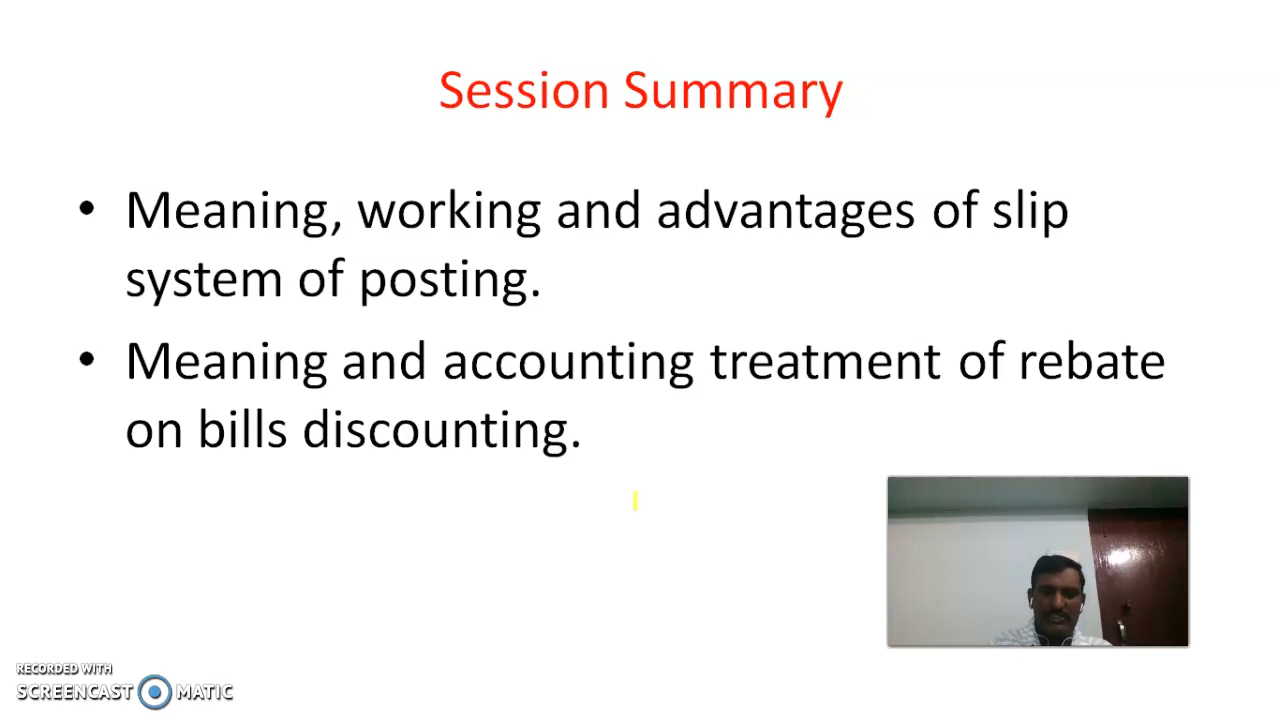 Session Summary
• Meaning, working and advantages of slip
system of posting.
• Meaning and accounting treatment of rebate
on bills discounting.
RECORDED WITH
SCREENCAST MATIC